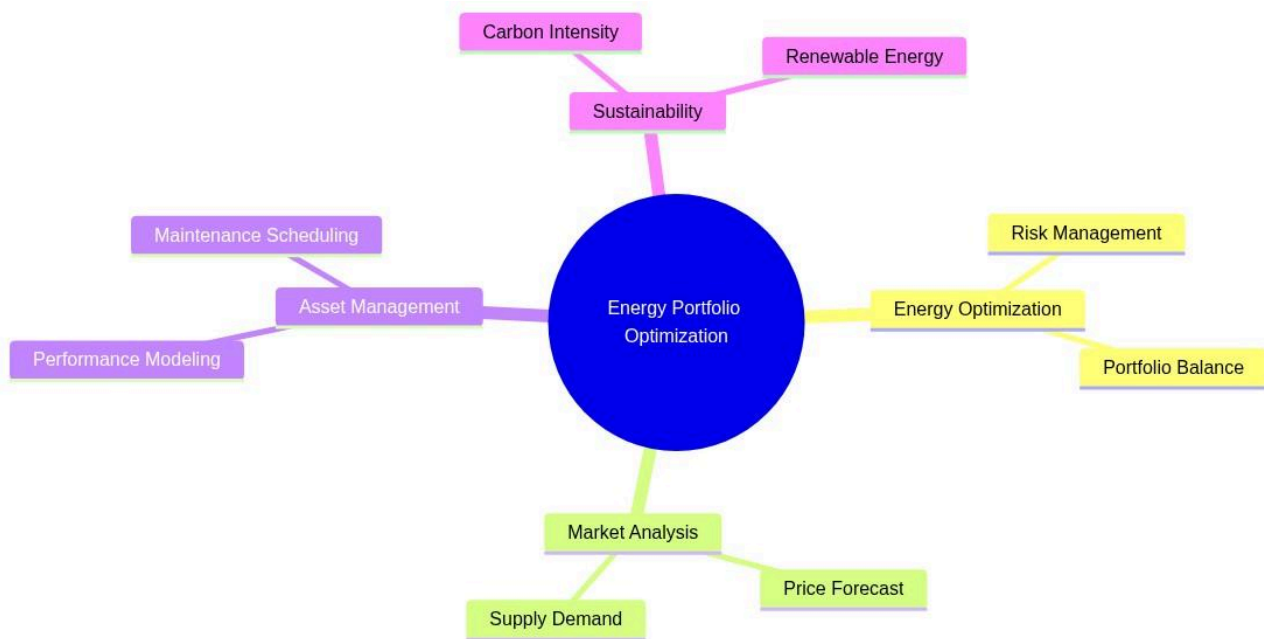 Carbon Intensity
Renewable Energy
Sustainability
Maintenance Scheduling
Risk Management
Asset Management
Energy Portfolio
Optimization
Energy Optimization
Performance Modeling
Portfolio Balance
Market Analysis
Price Forecast
Supply Demand